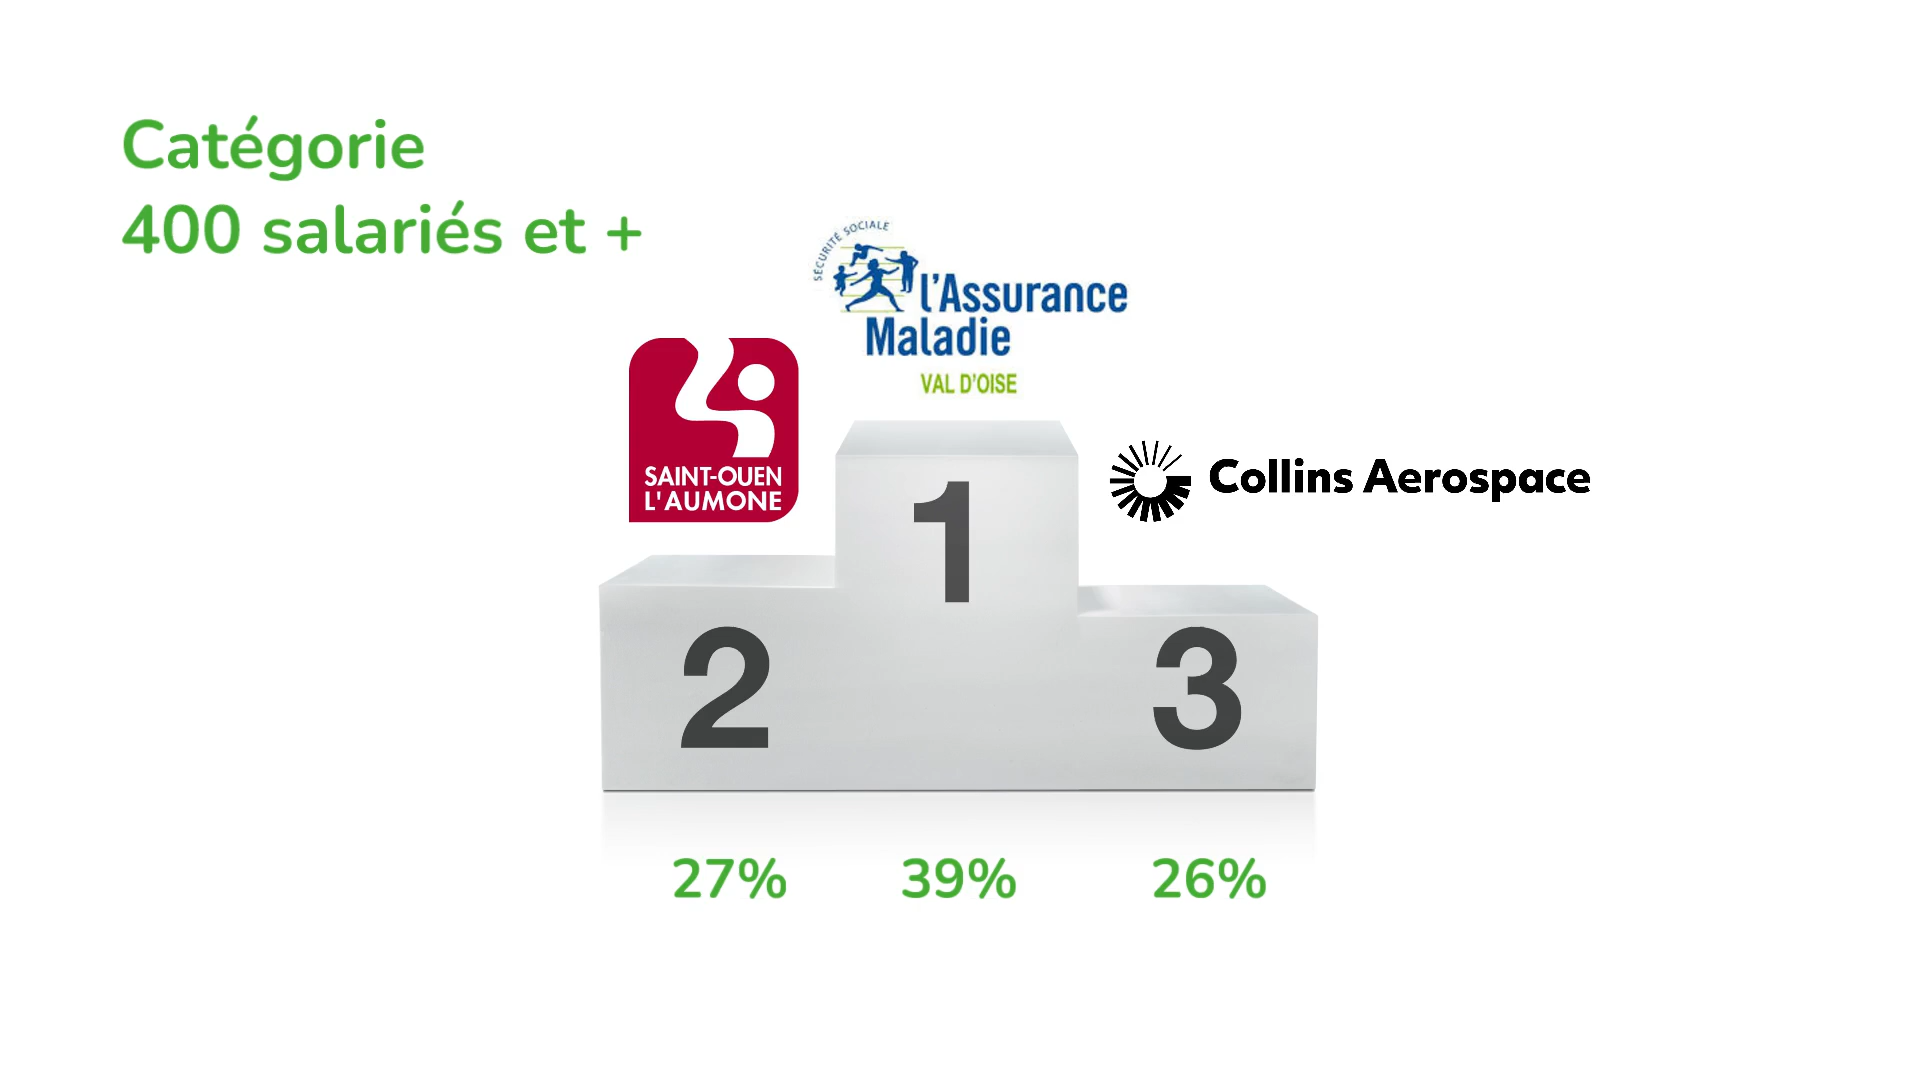 Catégorie
400 salariés et +
SÉCURITÉ SOCIALE
l'Assurance
Maladie
VAL D'OISE
SAINT-OUEN
L'AUMONE
Collins Aerospace
1
2
3
27% 39% 26%